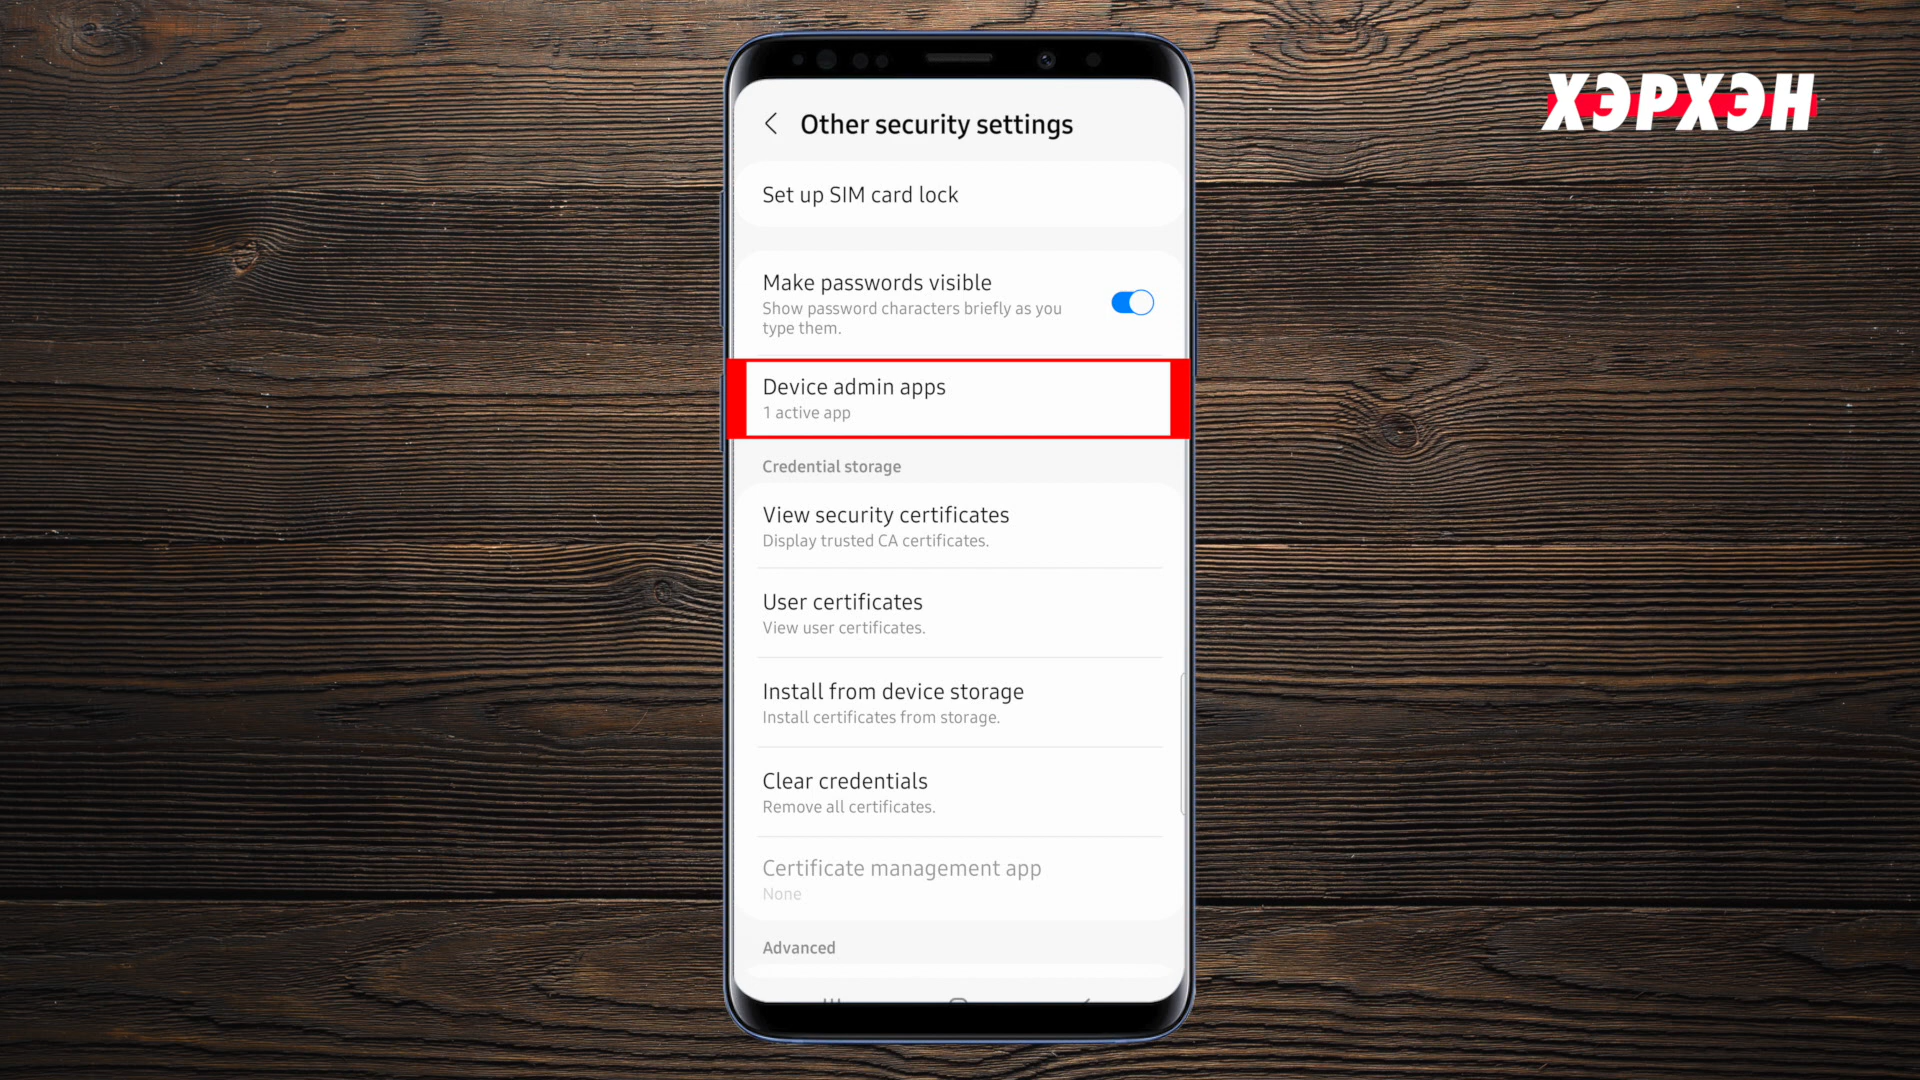 ХЭРХЭН
Other security settings
Set up SIM card lock
Make passwords visible
Show password characters briefly as you
type them.
Device admin apps
1 active app
Credential storage
View security certificates
Display trusted CA certificates.
User certificates
View user certificates.
Install from device storage
Install certificates from storage.
Clear credentials
Remove all certificates.
Certificate management app
None
Advanced